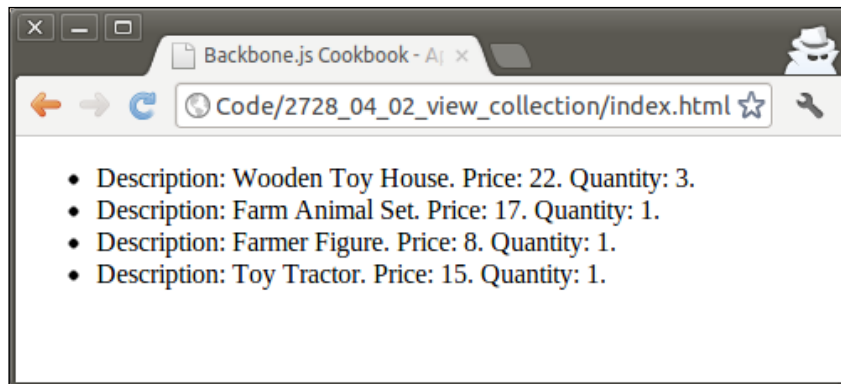 Backbone.js Cookbook - A
Code/2728_04_02_view_collection/index.html
Description: Wooden Toy House. Price: 22. Quantity: 3.
Description: Farm Animal Set. Price: 17. Quantity: 1.
Description: Farmer Figure. Price: 8. Quantity: 1.
Description: Toy Tractor. Price: 15. Quantity: 1.